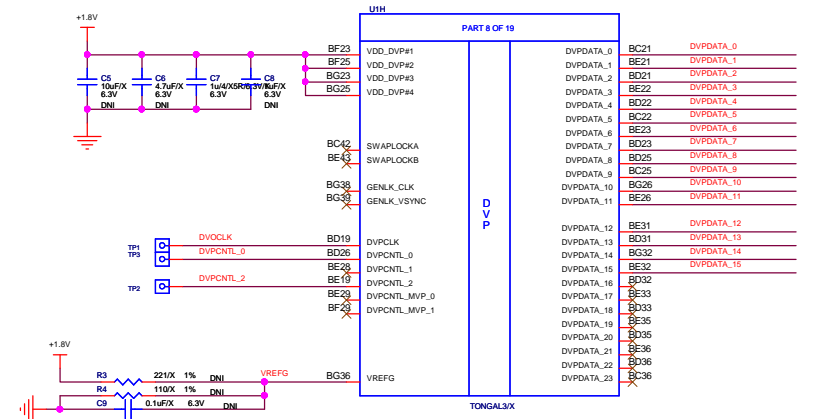 U1H
PART 8 OF 19
+1.8V
C5
10uF/X
6.3V
DNI
C6
4.7uF/X
6.3V
DNI
C7
6.3V
C8
6.3V
DNI
BF23 VDD_DVP#1
BF25 VDD_DVP#2
BG23 VDD_DVP#3
BG25 VDD_DVP#4
BC42 SWAPLOCKA
BE43 SWAPLOCKB
BG38 GENLK_CLK
BG39 GENLK_VSYNC
TP1 DVOCLK BD19 DVPCLK
TP3 DVPCNTL_0 BD26 DVPCNTL_0
BE28 DVPCNTL_1
TP2 DVPCNTL_2 BE19 DVPCNTL_2
BE29 DVPCNTL_MVP_0
BF29 DVPCNTL_MVP_1
+1.8V
R3 221/X 1% DNI
R4 110/X 1% DNI
C9 0.1uF/X 6.3V DNI
VREFG BG36 VREFG
DVP
DVPDATA_0 BC21 DVPDATA_0
DVPDATA_1 BE21 DVPDATA_1
DVPDATA_2 BD21 DVPDATA_2
DVPDATA_3 BE22 DVPDATA_3
DVPDATA_4 BD22 DVPDATA_4
DVPDATA_5 BC22 DVPDATA_5
DVPDATA_6 BE23 DVPDATA_6
DVPDATA_7 BD23 DVPDATA_7
DVPDATA_8 BD25 DVPDATA_8
DVPDATA_9 BC25 DVPDATA_9
DVPDATA_10 BG26 DVPDATA_10
DVPDATA_11 BE26 DVPDATA_11
DVPDATA_12 BE31 DVPDATA_12
DVPDATA_13 BD31 DVPDATA_13
DVPDATA_14 BG32 DVPDATA_14
DVPDATA_15 BE32 DVPDATA_15
DVPDATA_16 BD32
DVPDATA_17 BE33
DVPDATA_18 BD33
DVPDATA_19 BE35
DVPDATA_20 BD35
DVPDATA_21 BE36
DVPDATA_22 BD36
DVPDATA_23 BC36
TONGAL3/X